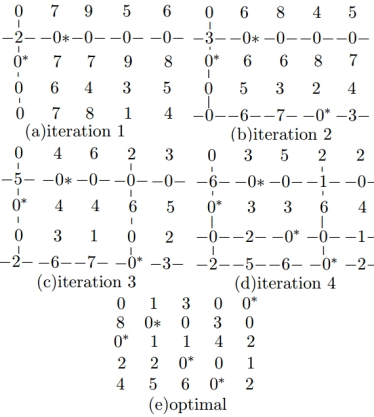 0 7 9 5 6
–2– –0*– –0– –0– –0–
0* 7 7 9 8
0 6 4 3 5
0 7 8 1 4
(a)iteration 1
0 6 8 4 5
–3– –0*– –0– –0– –0–
0* 6 6 8 7
0 5 3 2 4
–0– –6– –7– –0* –3–
(b)iteration 2
0 4 6 2 3
–5– –0* –0– –0– –0–
0* 4 4 6 5
0 3 1 0 2
–2– –6– –7– –0* –3–
(c)iteration 3
0 3 5 2 2
–6– –0* –0– –1– –0–
0* 3 3 6 4
–0– –2– –0* –0– –1–
–2– –5– –6– –0* –2–
(d)iteration 4
0 1 3 0 0*
8 0* 0 3 0
0* 1 1 4 2
2 2 0* 0 1
4 5 6 0* 2
(e)optimal